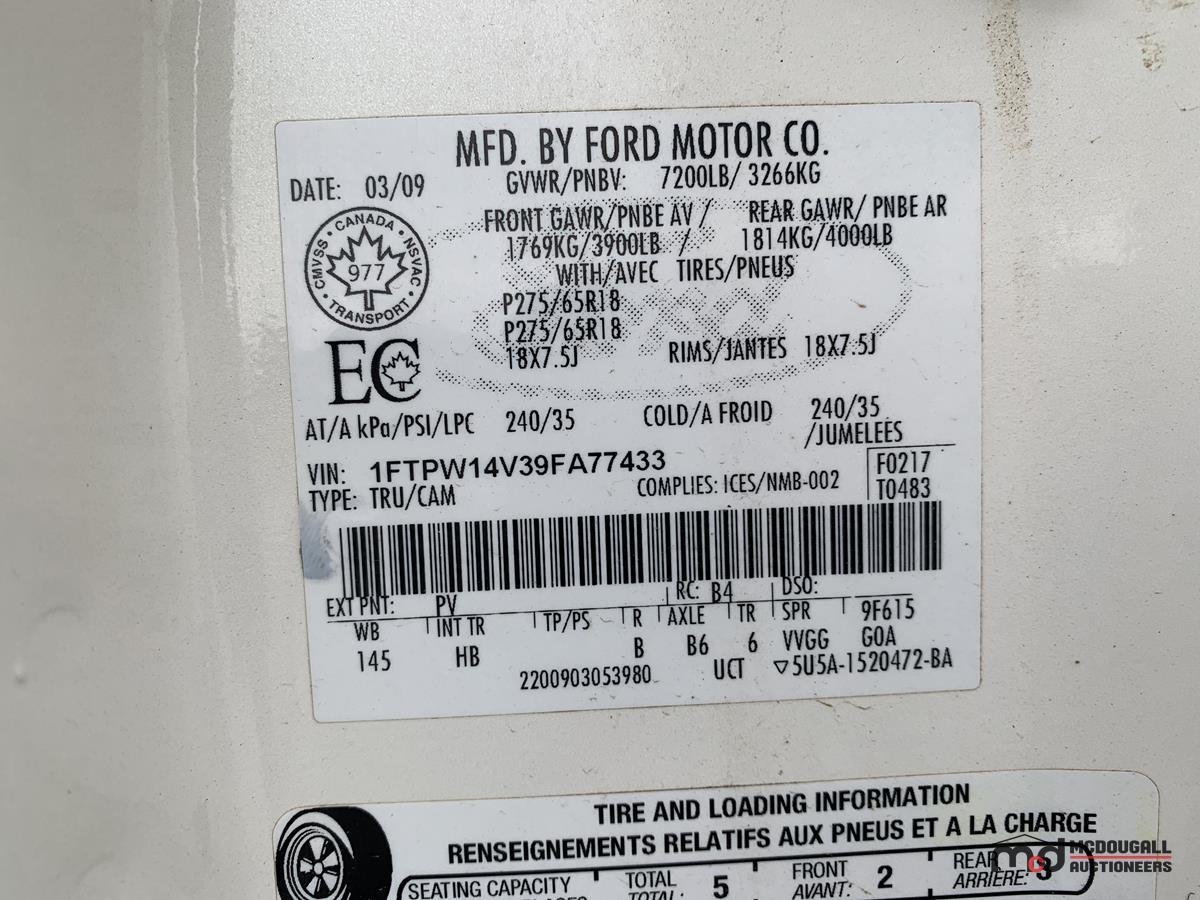 MFD. BY FORD MOTOR CO.
DATE: 03/09
GVWR/PNBV: 7200LB/ 3266KG
FRONT GAWR/PNBE AV / REAR GAWR/ PNBE AR
1769KG/3900LB / 1814KG/4000LB
WITH/AVEC TIRES/PNEUS
P275/65R18
P275/65R18
18X7.5J RIMS/JANTES 18X7.5J
CMVSS • CANADA • NSVAC • TRANSPORT •
977
EC
AT/A kPa/PSI/LPC 240/35 COLD/A FROID 240/35
/JUMELEES
VIN: 1FTPW14V39FA77433
F0217
TYPE: TRU/CAM COMPLIES: ICES/NMB-002 T0483
EXT PNT: PV RC: B4 DSO:
WB INT TR TP/PS R AXLE TR SPR 9F615
145 HB B B6 6 VVGG GOA
2200903053980 UCT ▽5U5A-1520472-BA
TIRE AND LOADING INFORMATION
RENSEIGNEMENTS RELATIFS AUX PNEUS ET A LA CHARGE
SEATING CAPACITY TOTAL 5 FRONT 2 REAR
TOTAL: AVANT: ARRIÈRE: 3
mcd MCDOUGALL
AUCTIONEERS